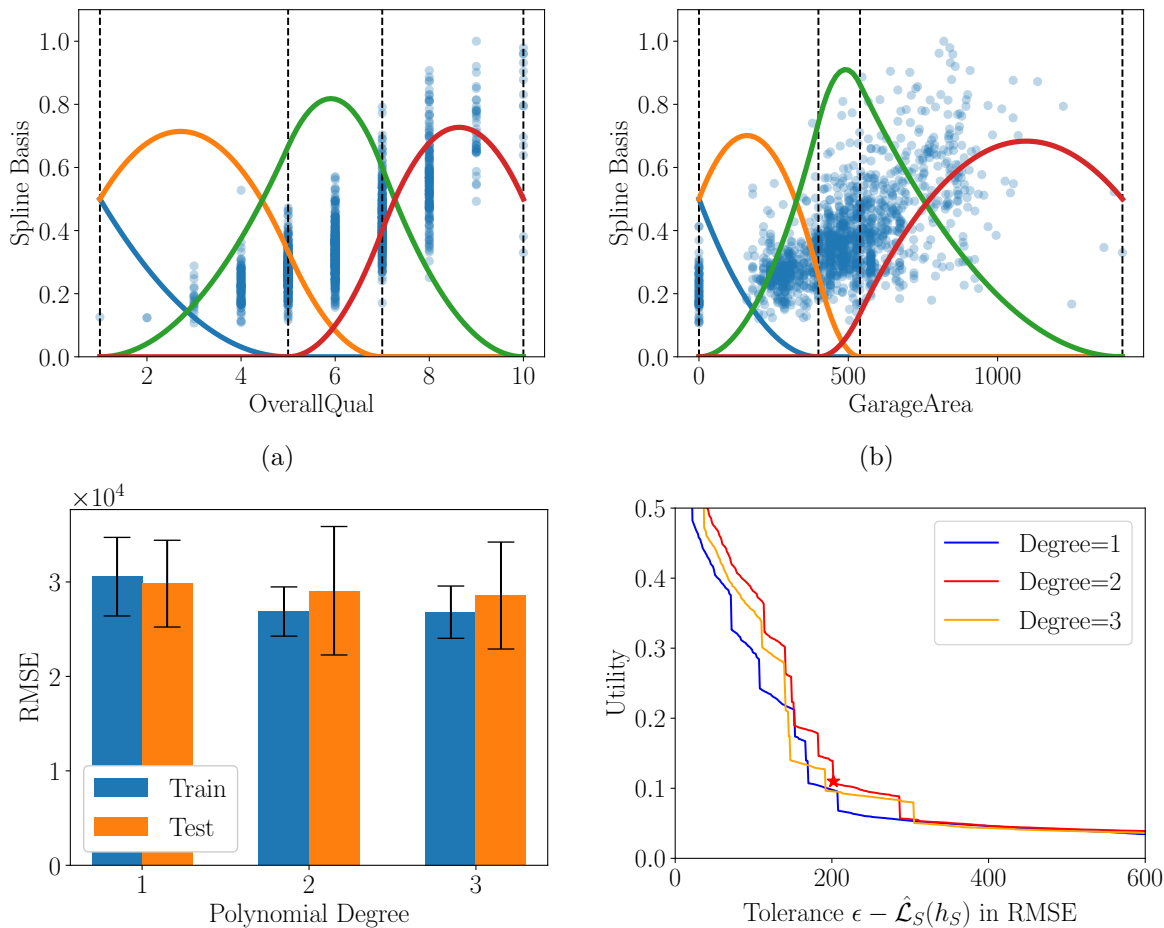 1.0
0.8
0.6
0.4
0.2
0.0
Spline Basis
2 4 6 8 10
OverallQual
(a)
1.0
0.8
0.6
0.4
0.2
0.0
Spline Basis
0 500 1000
GarageArea
(b)
×10⁴
3
2
1
0
RMSE
Train
Test
1 2 3
Polynomial Degree
0.5
0.4
0.3
0.2
0.1
0.0
Utility
Degree=1
Degree=2
Degree=3
0 200 400 600
Tolerance ϵ − \hat{𝓛}_S(h_S) in RMSE